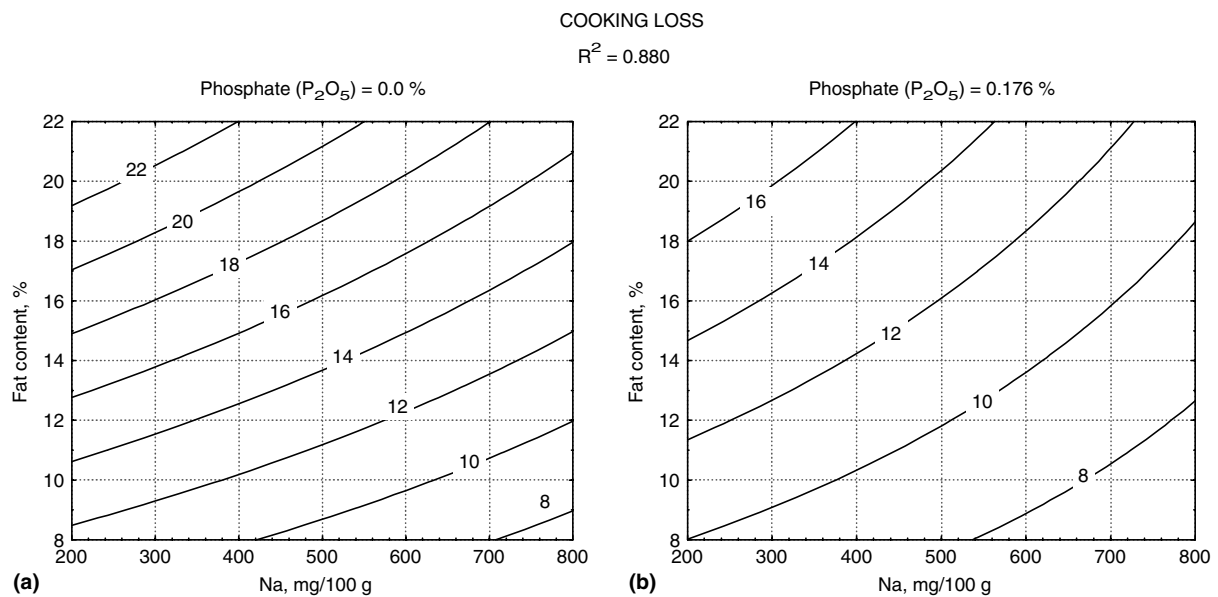 COOKING LOSS
R² = 0.880
Phosphate (P₂O₅) = 0.0 %
22
20
18
16
14
12
10
8
Fat content, %
22
20
18
16
14
12
10
8
200 300 400 500 600 700 800
(a)
Na, mg/100 g
Phosphate (P₂O₅) = 0.176 %
22
20
18
16
14
12
10
8
Fat content, %
16
14
12
10
8
200 300 400 500 600 700 800
(b)
Na, mg/100 g